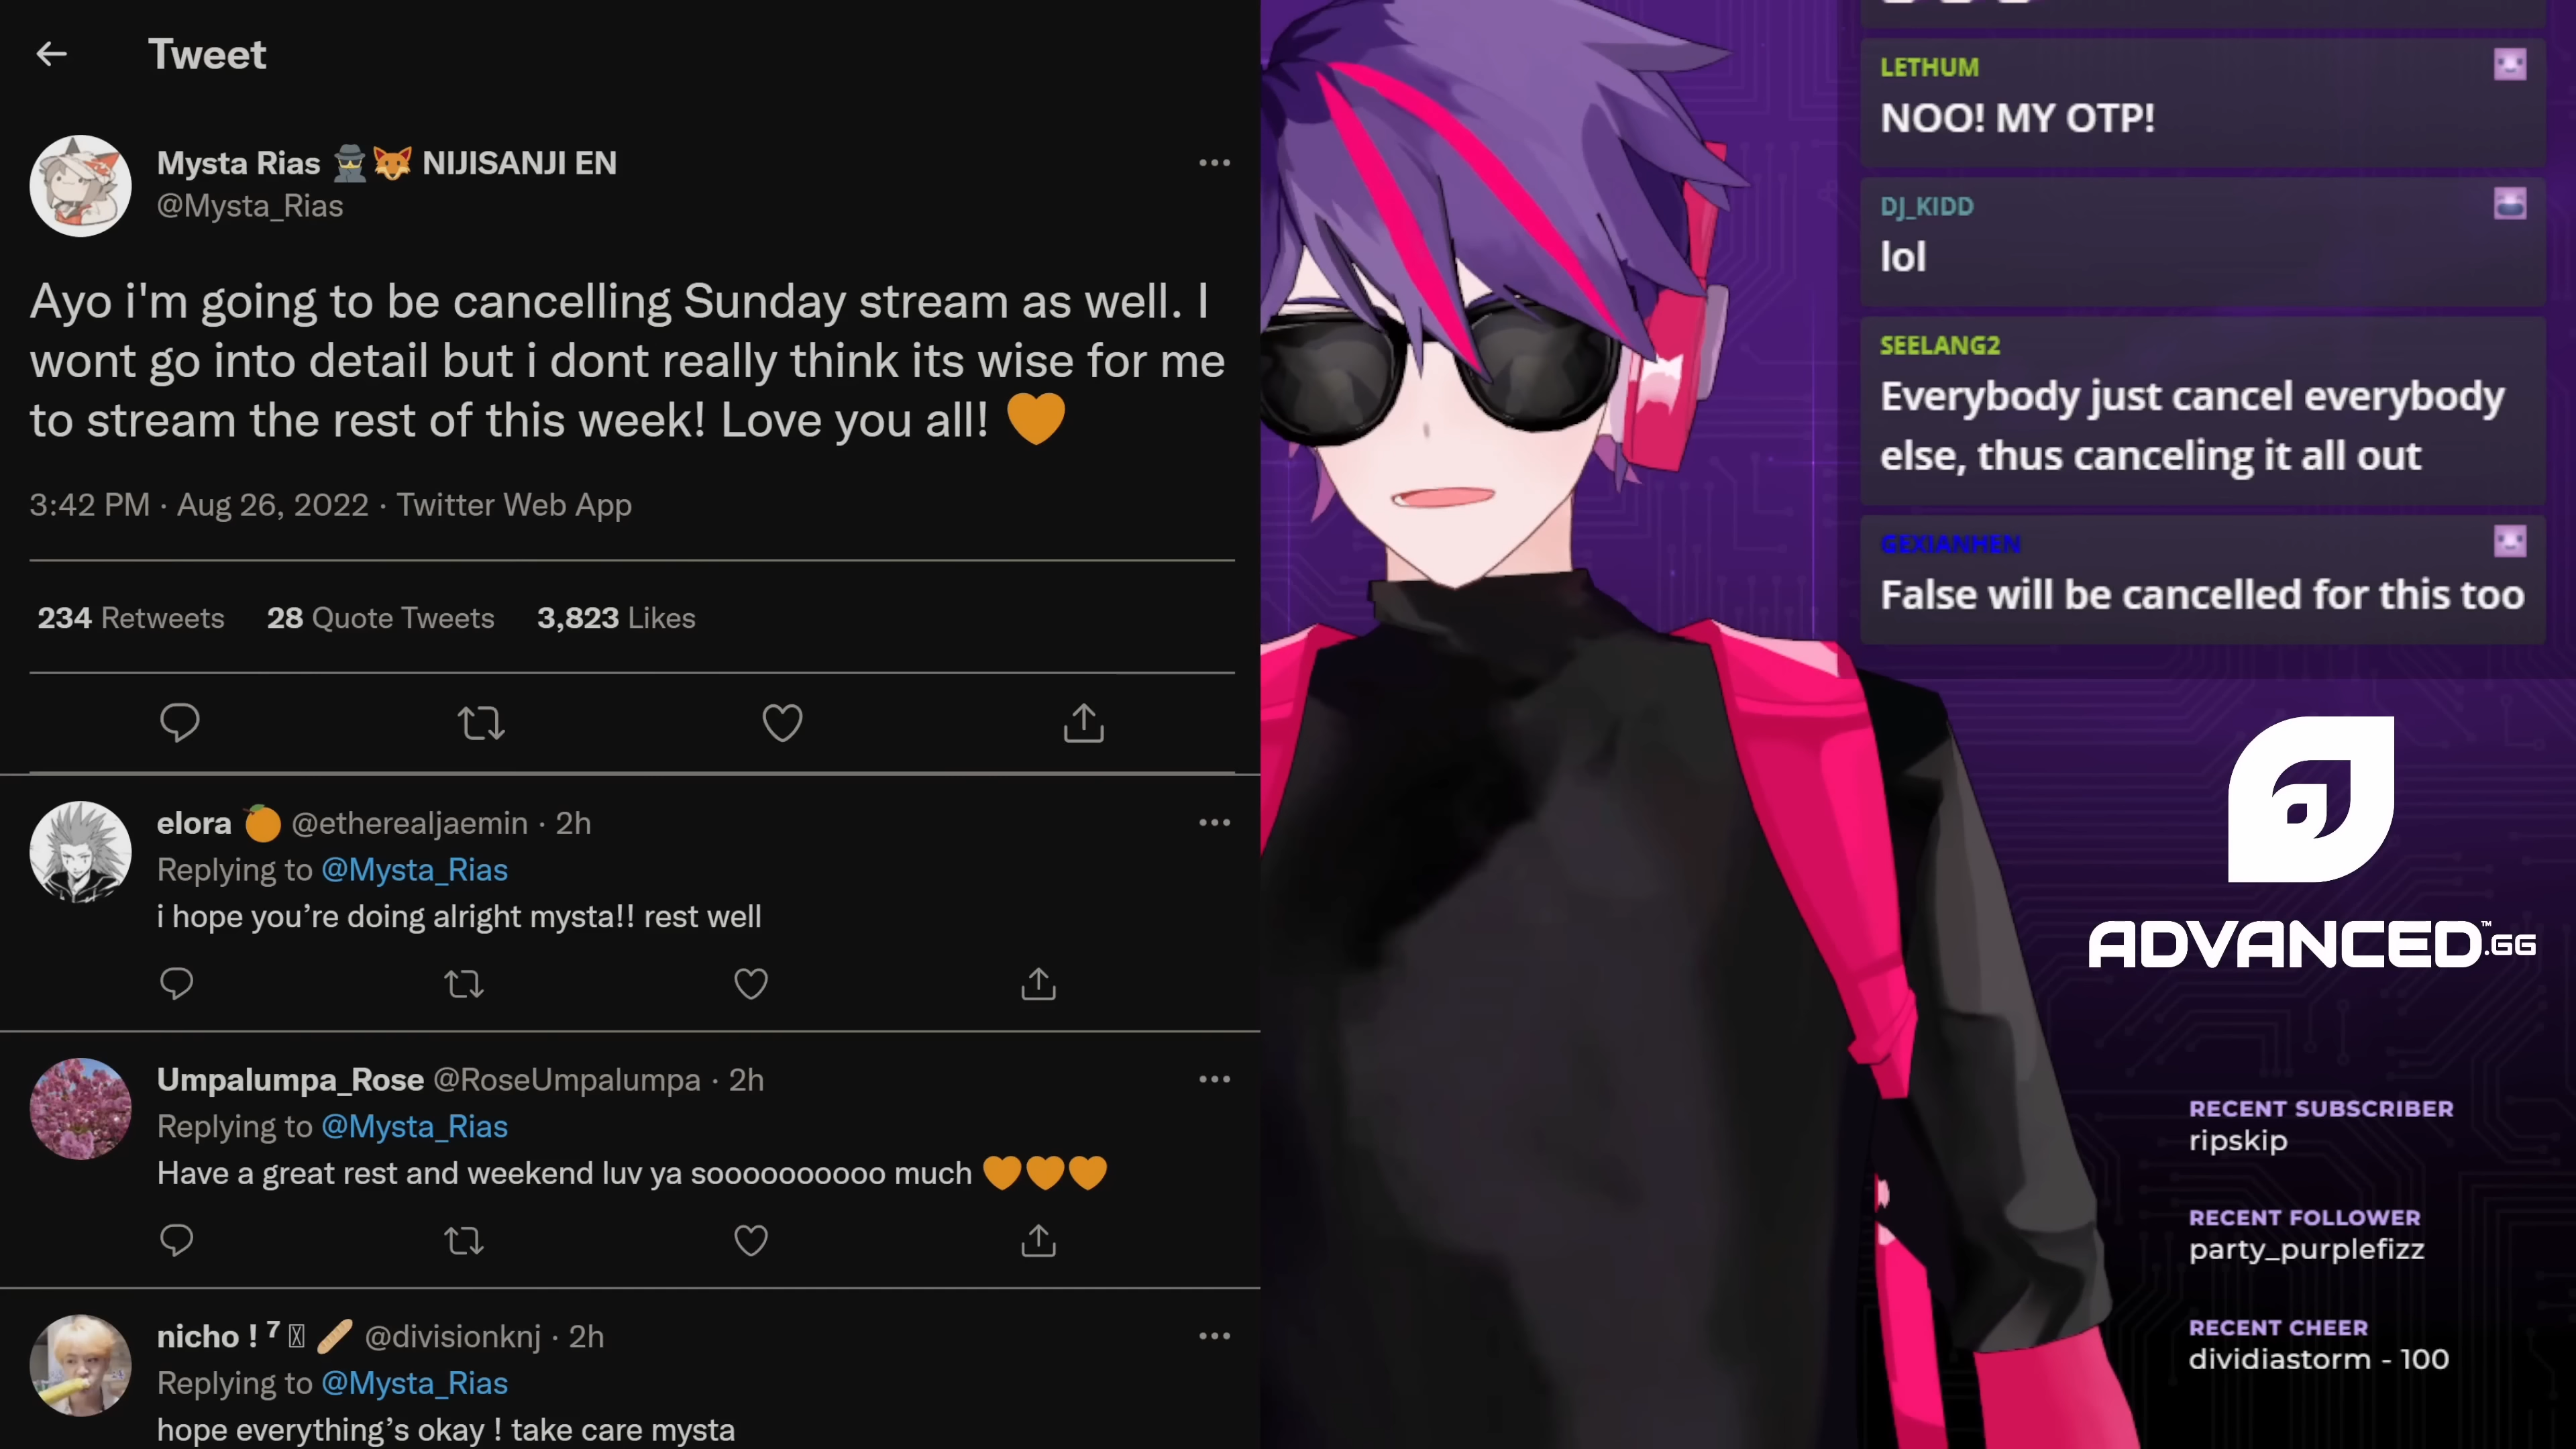 Tweet
Mysta Rias 🕵️🦊 NIJISANJI EN
@Mysta_Rias
Ayo i'm going to be cancelling Sunday stream as well. I
wont go into detail but i dont really think its wise for me
to stream the rest of this week! Love you all! 🧡
3:42 PM · Aug 26, 2022 · Twitter Web App
234 Retweets 28 Quote Tweets 3,823 Likes
elora 🍊 @etherealjaemin · 2h
Replying to @Mysta_Rias
i hope you’re doing alright mysta!! rest well
Umpalumpa_Rose @RoseUmpalumpa · 2h
Replying to @Mysta_Rias
Have a great rest and weekend luv ya soooooooooo much 🧡🧡🧡
nicho ! ⁷ 🥖 @divisionknj · 2h
Replying to @Mysta_Rias
hope everything’s okay ! take care mysta
LETHUM
NOO! MY OTP!
DJ_KIDD
lol
SEELANG2
Everybody just cancel everybody
else, thus canceling it all out
GEXIANHEN
False will be cancelled for this too
ADVANCED™.GG
RECENT SUBSCRIBER
ripskip
RECENT FOLLOWER
party_purplefizz
RECENT CHEER
dividiastorm - 100